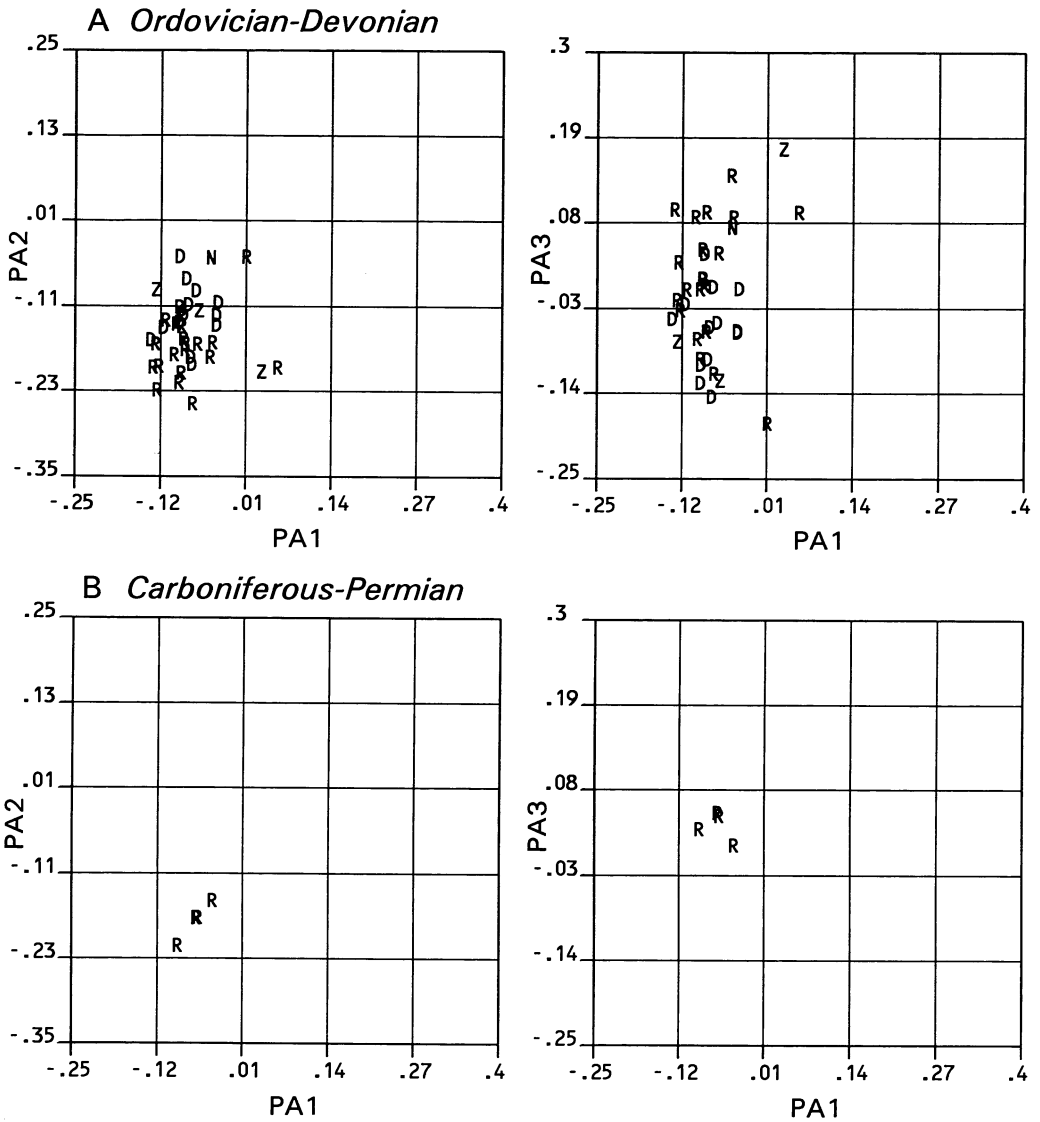 A Ordovician-Devonian
.25
.13
.01
-.11
-.23
-.35
PA2
-.25 -.12 .01 .14 .27 .4
PA1
D N R
D
Z D
Z
Z R
R
.3
.19
.08
-.03
-.14
-.25
PA3
-.25 -.12 .01 .14 .27 .4
PA1
Z
R
R R R R R
N
R
R
D
Z
D
R
B Carboniferous-Permian
.25
.13
.01
-.11
-.23
-.35
PA2
-.25 -.12 .01 .14 .27 .4
PA1
R
R
R
.3
.19
.08
-.03
-.14
-.25
PA3
-.25 -.12 .01 .14 .27 .4
PA1
R
R
R